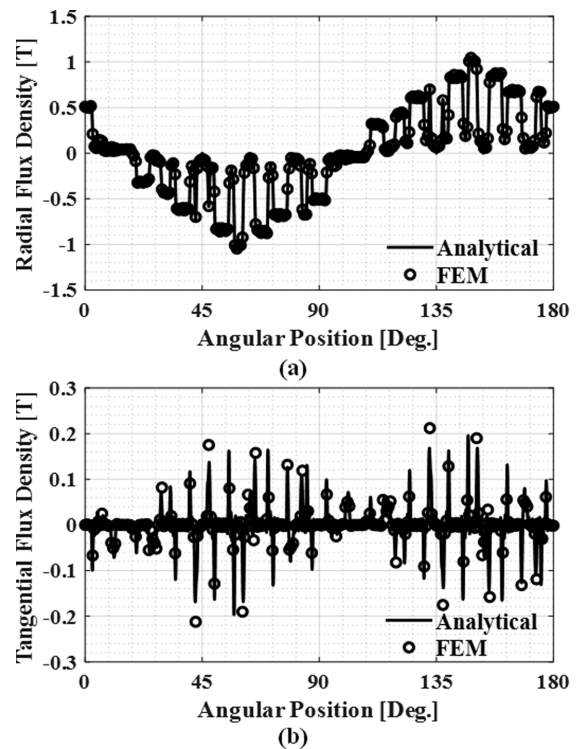 1.5
1
0.5
0
-0.5
-1
-1.5
Radial Flux Density [T]
Analytical
FEM
0 45 90 135 180
Angular Position [Deg.]
(a)
0.3
0.2
0.1
0
-0.1
-0.2
-0.3
Tangential Flux Density [T]
Analytical
FEM
0 45 90 135 180
Angular Position [Deg.]
(b)